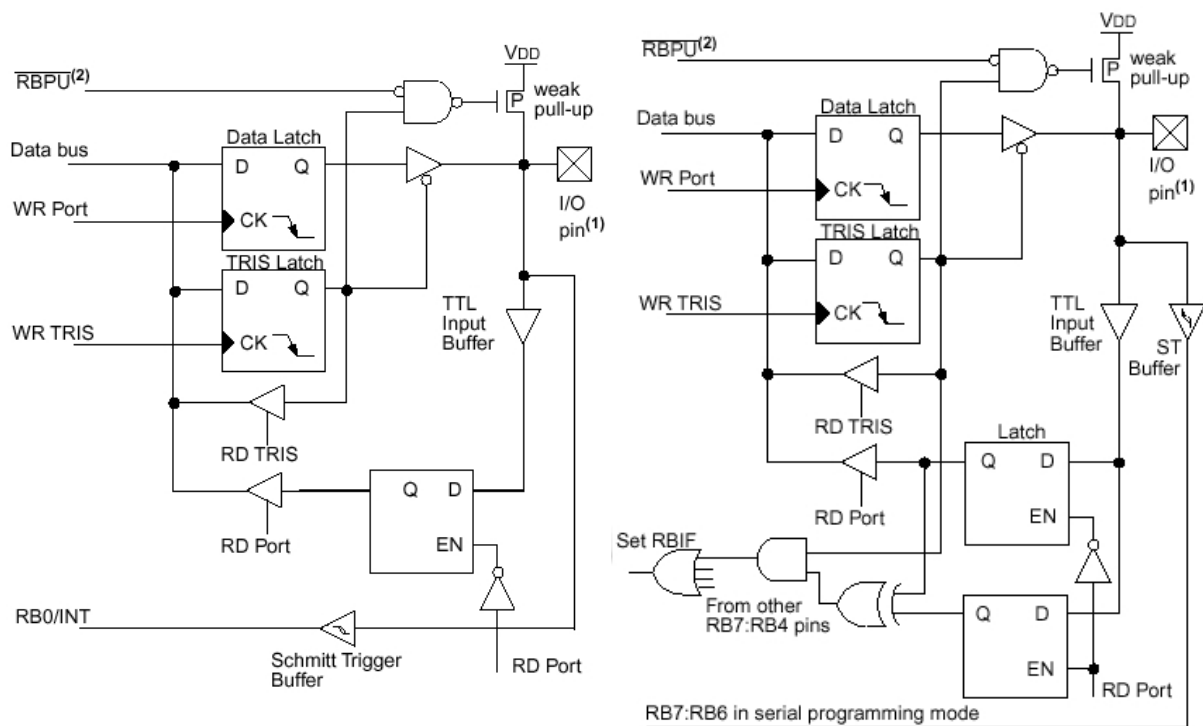 VDD
RBPU(2)
weak
pull-up
P
Data Latch
Data bus
D Q
WR Port
CK
I/O
pin(1)
TRIS Latch
D Q
TTL
Input
Buffer
WR TRIS
CK
RD TRIS
Q D
RD Port
EN
RB0/INT
Schmitt Trigger
Buffer
RD Port
VDD
RBPU(2)
weak
pull-up
P
Data Latch
Data bus
D Q
I/O
pin(1)
WR Port
CK
TRIS Latch
D Q
TTL
Input
Buffer
WR TRIS
CK
ST
Buffer
RD TRIS
Latch
Q D
RD Port
EN
Set RBIF
From other
RB7:RB4 pins
Q D
EN
RD Port
RB7:RB6 in serial programming mode